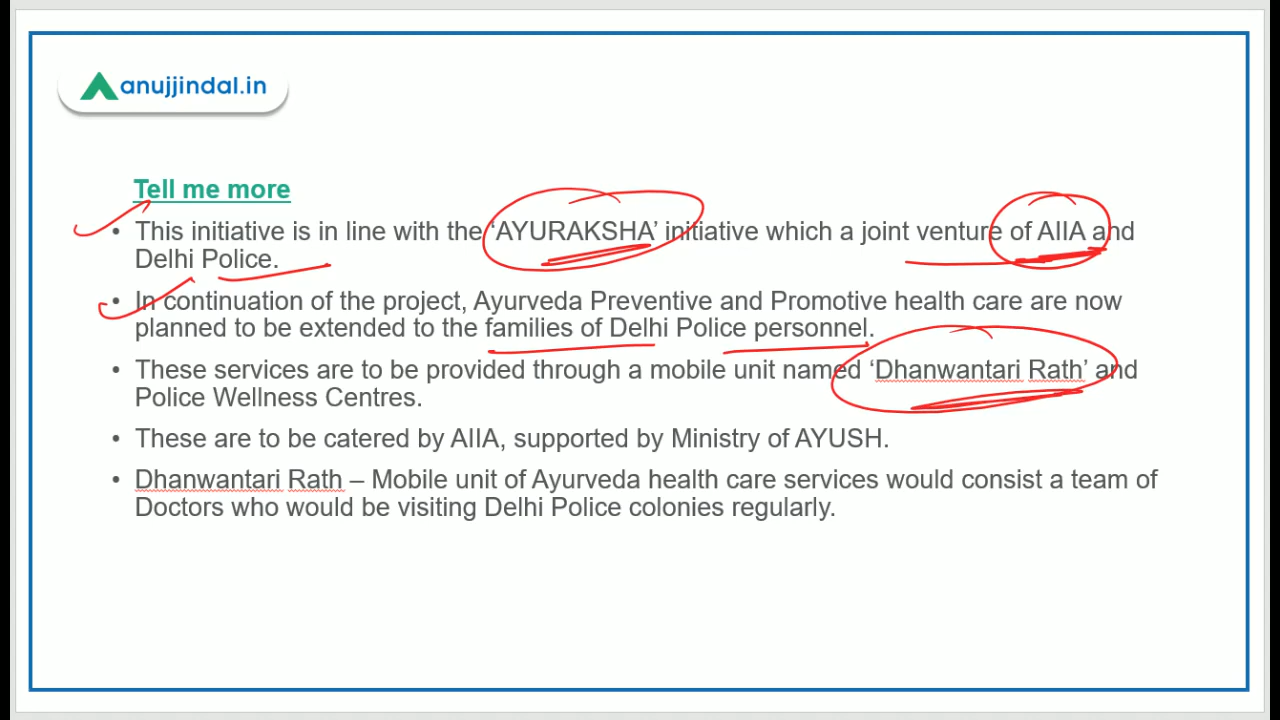 anujjindal.in
Tell me more
• This initiative is in line with the ‘AYURAKSHA’ initiative which a joint venture of AIIA and
Delhi Police.
• In continuation of the project, Ayurveda Preventive and Promotive health care are now
planned to be extended to the families of Delhi Police personnel.
• These services are to be provided through a mobile unit named ‘Dhanwantari Rath’ and
Police Wellness Centres.
• These are to be catered by AIIA, supported by Ministry of AYUSH.
• Dhanwantari Rath – Mobile unit of Ayurveda health care services would consist a team of
Doctors who would be visiting Delhi Police colonies regularly.